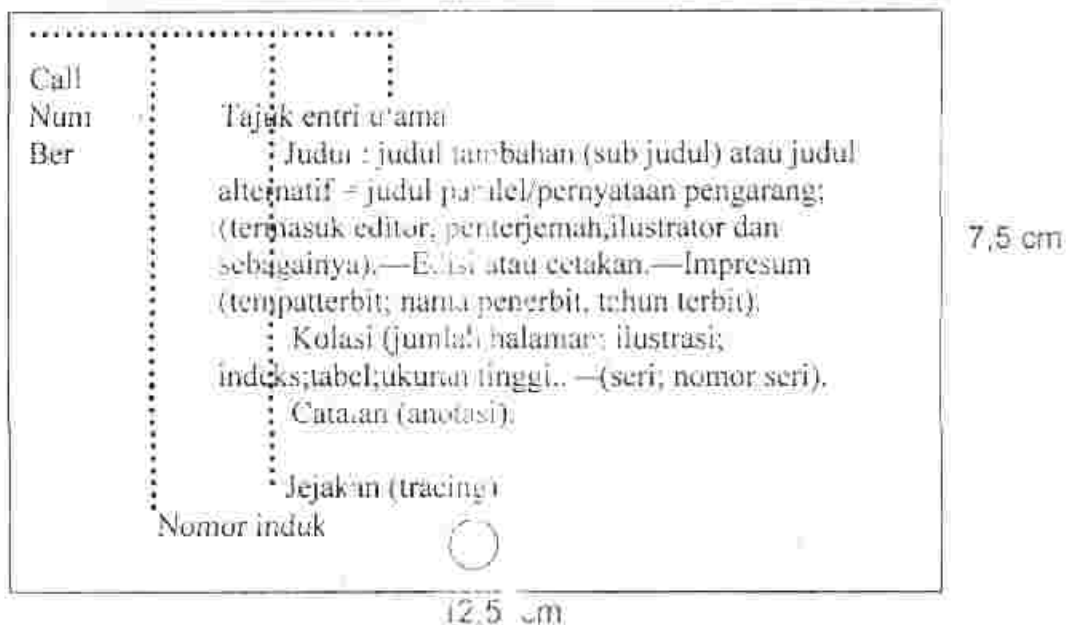 Call
Num
Ber
Tajuk entri utama
Judul : judul tambahan (sub judul) atau judul
alternatif = judul paralel/pernyataan pengarang;
(termasuk editor, penterjemah,ilustrator dan
sebagainya).—Edisi atau cetakan.—Impresum
(tempatterbit; nama penerbit, tahun terbit).
Kolasi (jumlah halaman: ilustrasi;
indeks;tabel;ukuran tinggi.. —(seri; nomor seri).
Catatan (anotasi).
Jejakan (tracing)
Nomor induk
7,5 cm
12,5 cm